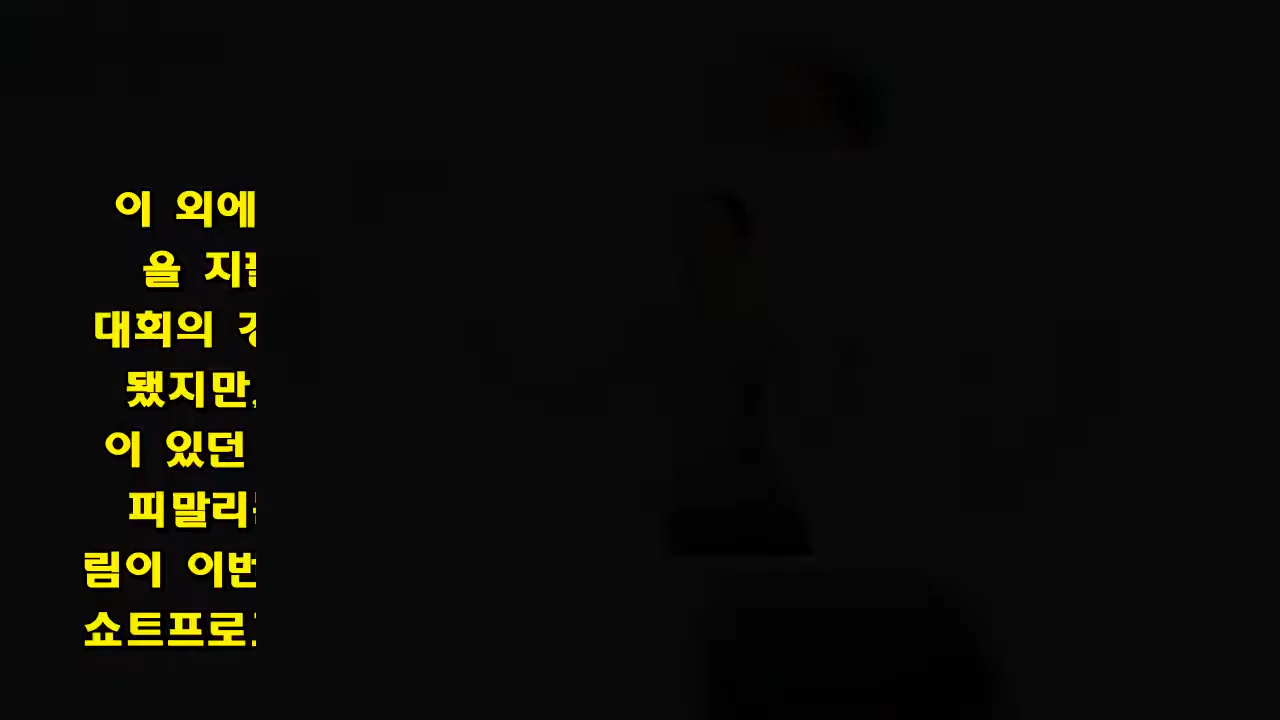 이 외에
을
대회의
됐지만
이 있던
피말리
림이 이번
쇼트프로